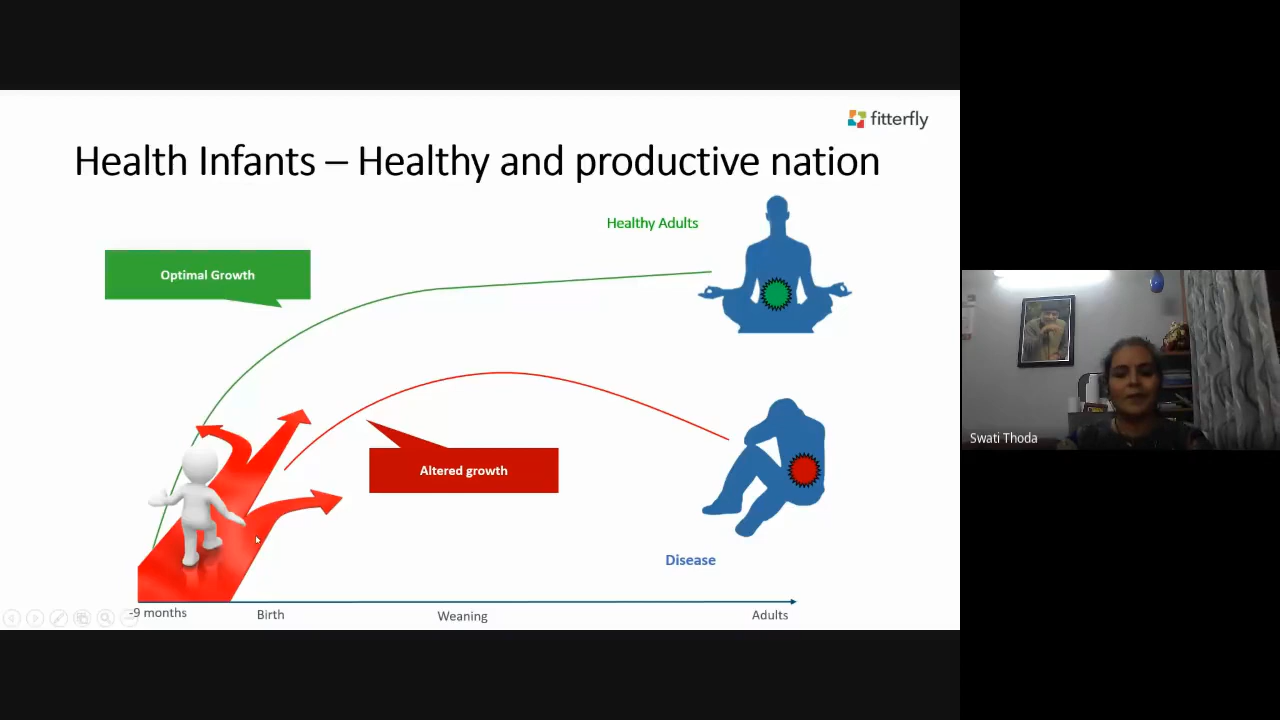 fitterfly
Health Infants – Healthy and productive nation
Healthy Adults
Optimal Growth
Altered growth
Swati Thoda
Disease
-9 months
Birth
Weaning
Adults